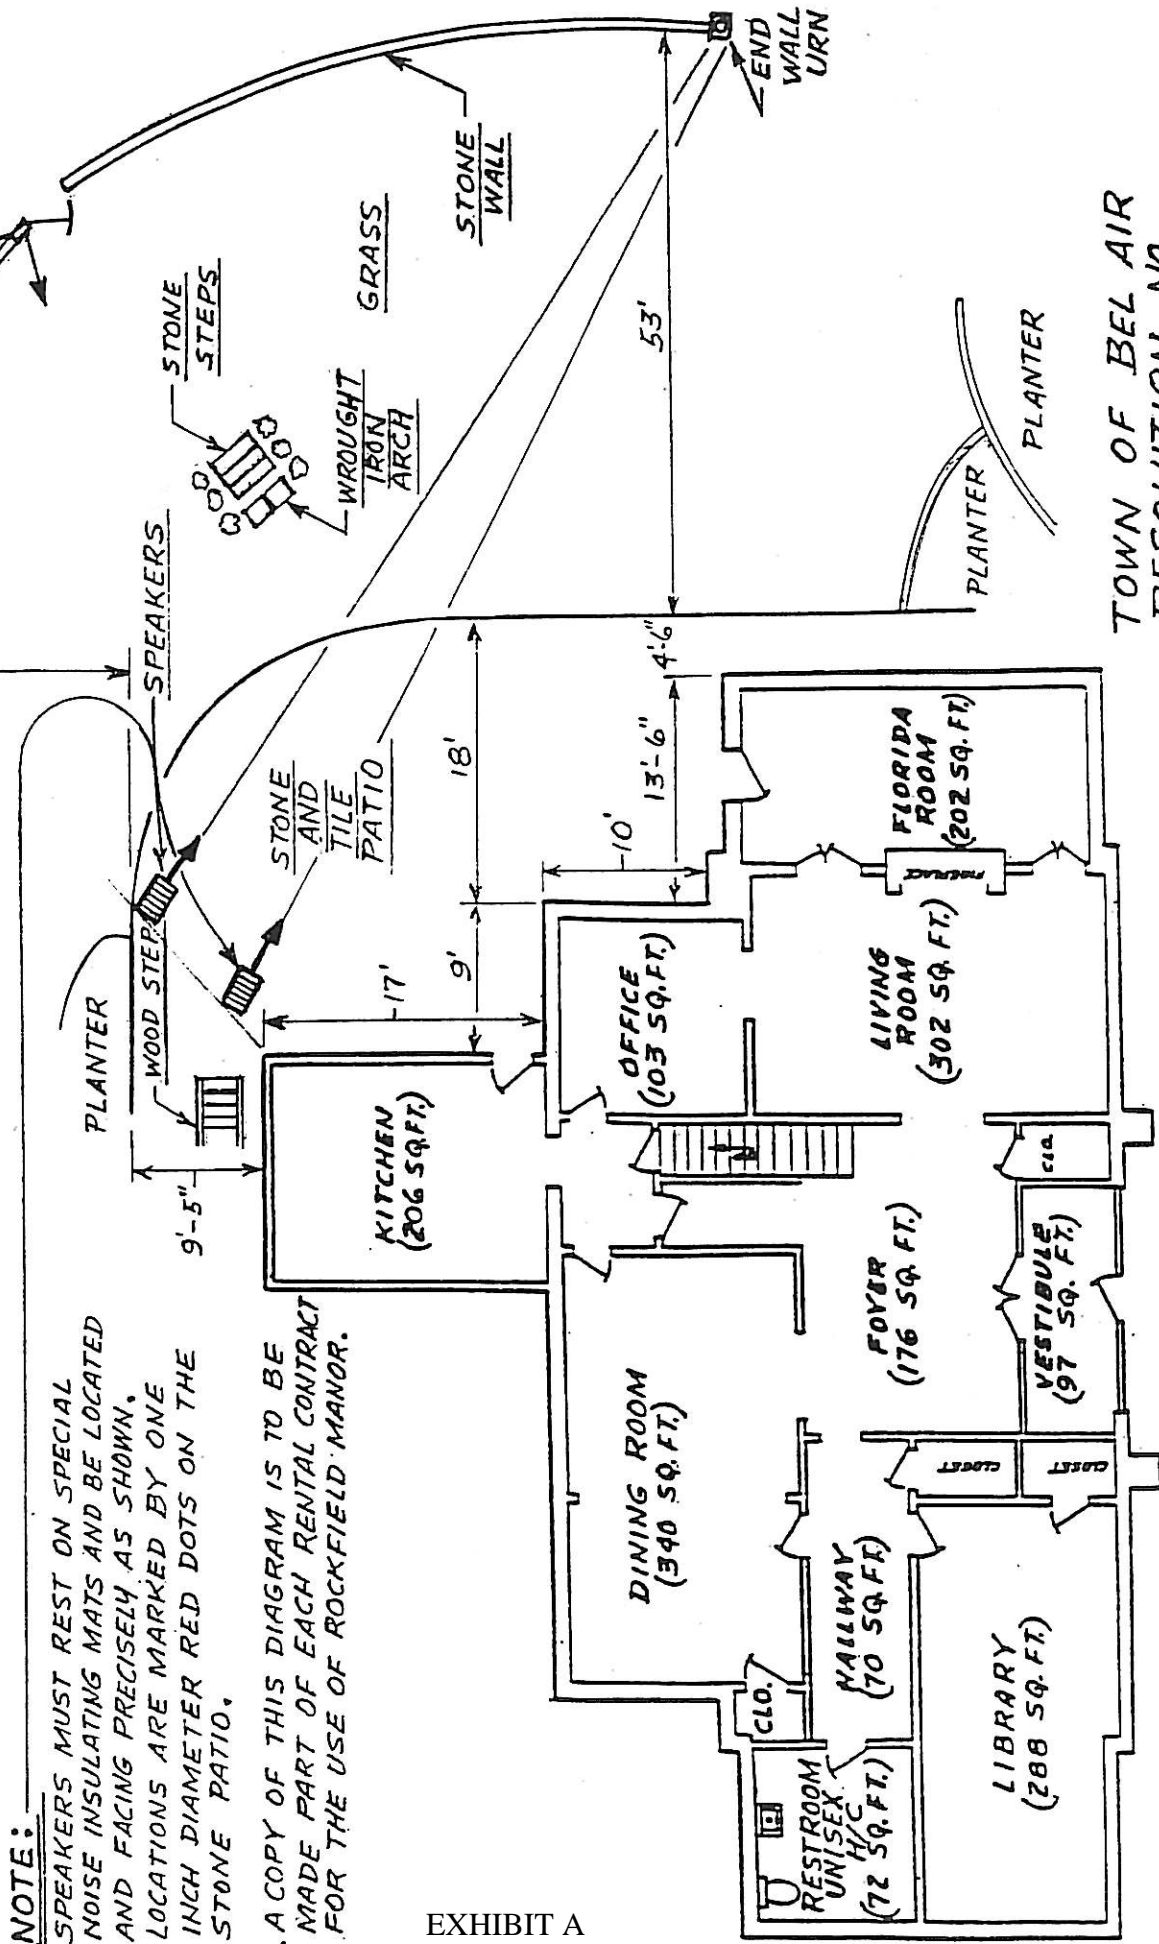 NOTE:
SPEAKERS MUST REST ON SPECIAL
NOISE INSULATING MATS AND BE LOCATED
AND FACING PRECISELY AS SHOWN.
LOCATIONS ARE MARKED BY ONE
INCH DIAMETER RED DOTS ON THE
STONE PATIO.
A COPY OF THIS DIAGRAM IS TO BE
MADE PART OF EACH RENTAL CONTRACT
FOR THE USE OF ROCKFIELD MANOR.
PLANTER
WOOD STEP
9'-5"
SPEAKERS
STONE
STEPS
WROUGHT
IRON
ARCH
GRASS
STONE
WALL
END
WALL
URN
STONE
AND
TILE
PATIO
17'
9'
18'
53'
10'
13'-6"
4'-6"
PLANTER
PLANTER
KITCHEN
(206 SQ.FT.)
OFFICE
(103 SQ.FT.)
FLORIDA
ROOM
(202 SQ.FT.)
FIREPLACE
LIVING
ROOM
(302 SQ. FT.)
DINING ROOM
(340 SQ. FT.)
FOYER
(176 SQ. FT.)
CLO.
VESTIBULE
(97 SQ. FT.)
CLOSET
CLOSET
CLO.
HALLWAY
(70 SQ.FT.)
RESTROOM
UNISEX
H/C
(72 SQ.FT.)
LIBRARY
(288 SQ.FT.)
TOWN OF BEL AIR
RESOLUTION NO.
EXHIBIT A